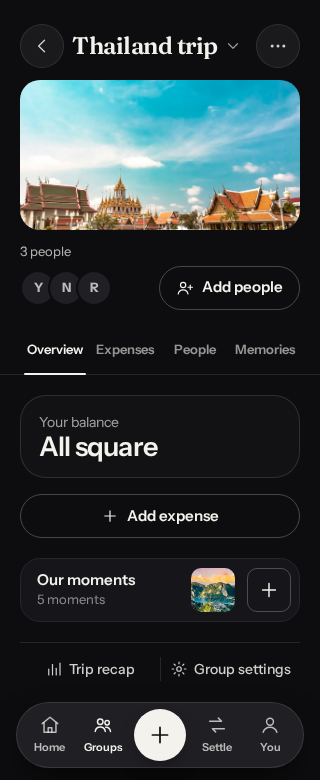 Thailand trip
3 people
Y N R
Add people
Overview Expenses People Memories
Your balance
All square
Add expense
Our moments
5 moments
Trip recap Group settings
Home Groups Settle You